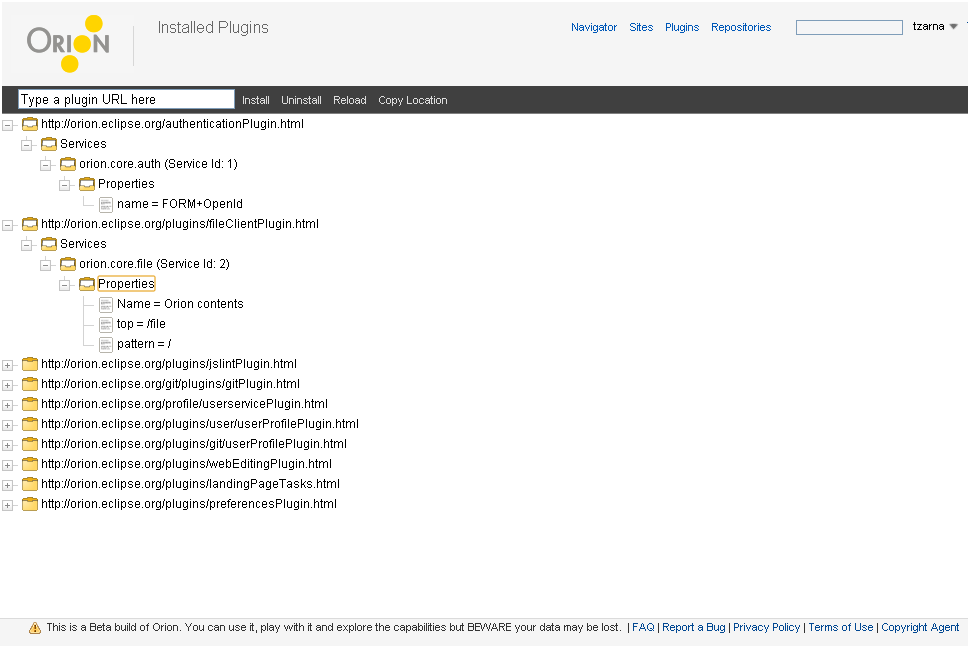 ORION
Installed Plugins
Navigator Sites Plugins Repositories tzarna
Type a plugin URL here Install Uninstall Reload Copy Location
http://orion.eclipse.org/authenticationPlugin.html
Services
orion.core.auth (Service Id: 1)
Properties
name = FORM+OpenId
http://orion.eclipse.org/plugins/fileClientPlugin.html
Services
orion.core.file (Service Id: 2)
Properties
Name = Orion contents
top = /file
pattern = /
http://orion.eclipse.org/plugins/jslintPlugin.html
http://orion.eclipse.org/git/plugins/gitPlugin.html
http://orion.eclipse.org/profile/userservicePlugin.html
http://orion.eclipse.org/plugins/user/userProfilePlugin.html
http://orion.eclipse.org/plugins/git/userProfilePlugin.html
http://orion.eclipse.org/plugins/webEditingPlugin.html
http://orion.eclipse.org/plugins/landingPageTasks.html
http://orion.eclipse.org/plugins/preferencesPlugin.html
This is a Beta build of Orion. You can use it, play with it and explore the capabilities but BEWARE your data may be lost. | FAQ | Report a Bug | Privacy Policy | Terms of Use | Copyright Agent